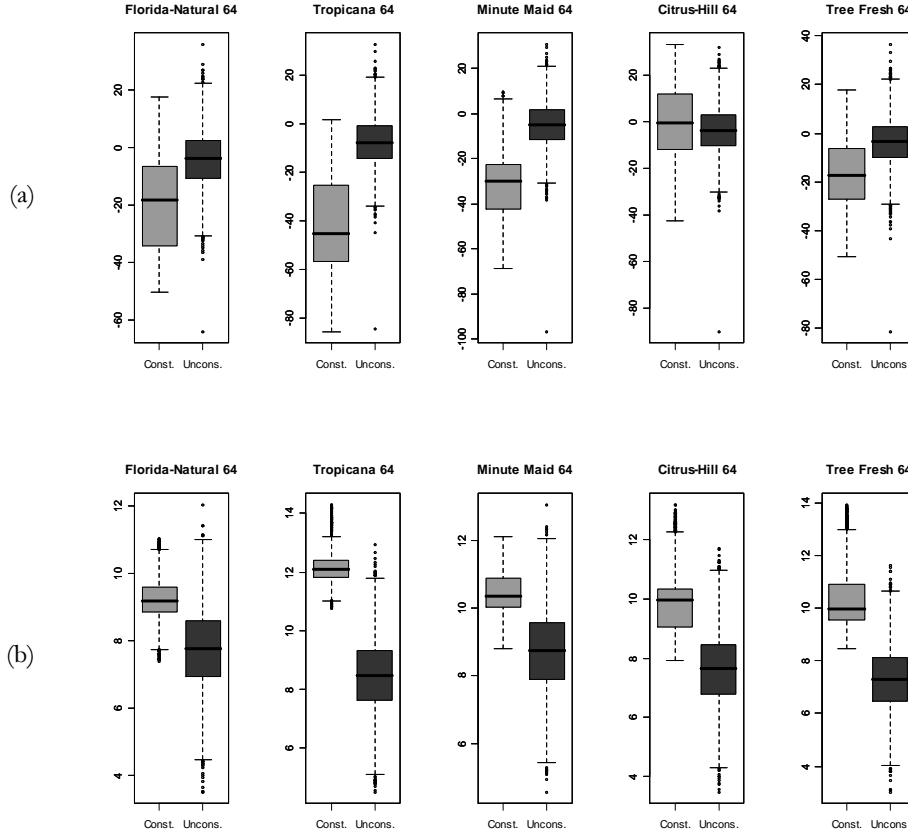 Florida-Natural 64
Tropicana 64
Minute Maid 64
Citrus-Hill 64
Tree Fresh 64
(a)
20
0
-20
-40
-60
Const. Uncons.
20
0
-20
-40
-60
-80
Const. Uncons.
20
0
-20
-40
-60
-80
-100
Const. Uncons.
20
0
-20
-40
-60
-80
Const. Uncons.
40
20
0
-20
-40
-60
-80
Const. Uncons
Florida-Natural 64
Tropicana 64
Minute Maid 64
Citrus-Hill 64
Tree Fresh 64
(b)
12
10
8
6
4
Const. Uncons.
14
12
10
8
6
Const. Uncons.
12
10
8
6
Const. Uncons.
12
10
8
6
4
Const. Uncons.
14
12
10
8
6
4
Const. Uncons